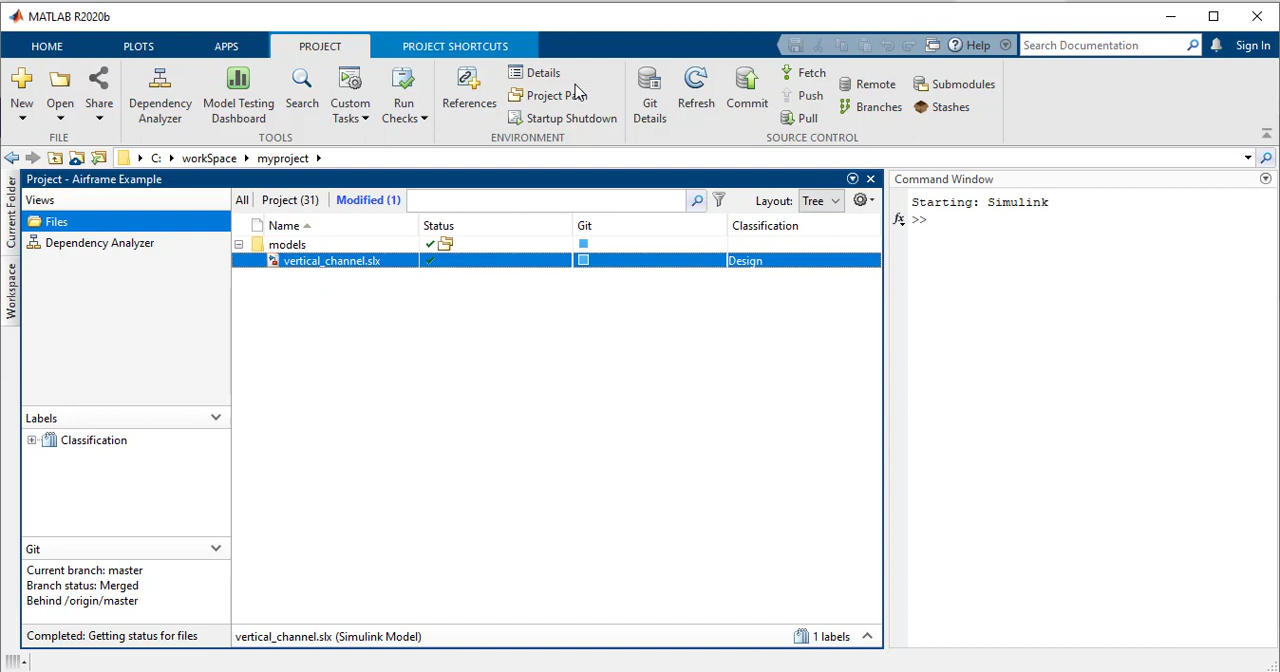 MATLAB R2020b
HOME PLOTS APPS PROJECT PROJECT SHORTCUTS Help Search Documentation Sign In
New Open Share Dependency Analyzer Model Testing Dashboard Search Custom Tasks Run Checks References Details Project Path Startup Shutdown Git Details Refresh Commit Fetch Push Pull Remote Branches Submodules Stashes
FILE TOOLS ENVIRONMENT SOURCE CONTROL
C: workSpace myproject
Current Folder
Workspace
Project - Airframe Example
Views All Project (31) Modified (1) Layout: Tree
Files
Dependency Analyzer
Name Status Git Classification
models
vertical_channel.slx Design
Labels
Classification
Git
Current branch: master
Branch status: Merged
Behind /origin/master
Completed: Getting status for files
vertical_channel.slx (Simulink Model) 1 labels
Command Window
Starting: Simulink
fx >>